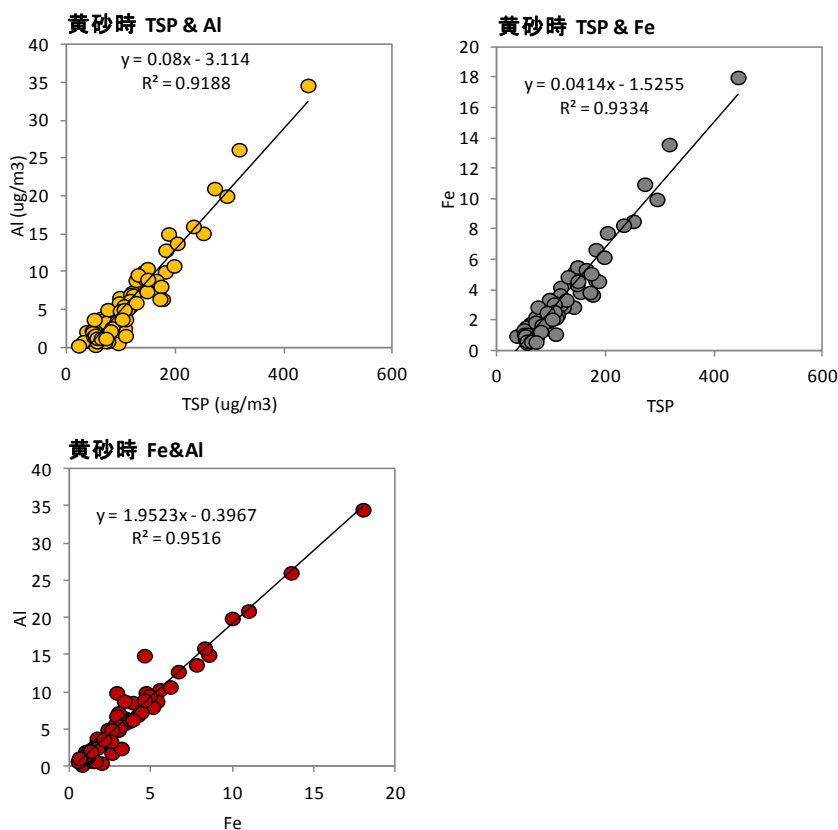 黄砂時 TSP & Al
y = 0.08x - 3.114
R² = 0.9188
40
35
30
25
20
15
10
5
0
Al (ug/m3)
0 200 400 600
TSP (ug/m3)
黄砂時 TSP & Fe
y = 0.0414x - 1.5255
R² = 0.9334
20
18
16
14
12
10
8
6
4
2
0
Fe
0 200 400 600
TSP
黄砂時 Fe&Al
y = 1.9523x - 0.3967
R² = 0.9516
40
35
30
25
20
15
10
5
0
Al
0 5 10 15 20
Fe